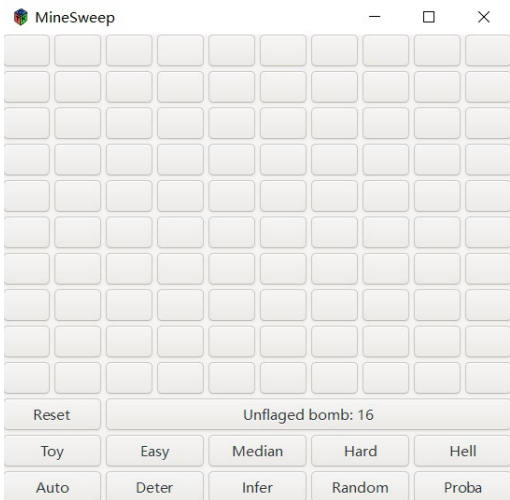 MineSweep
Reset Unflaged bomb: 16
Toy Easy Median Hard Hell
Auto Deter Infer Random Proba